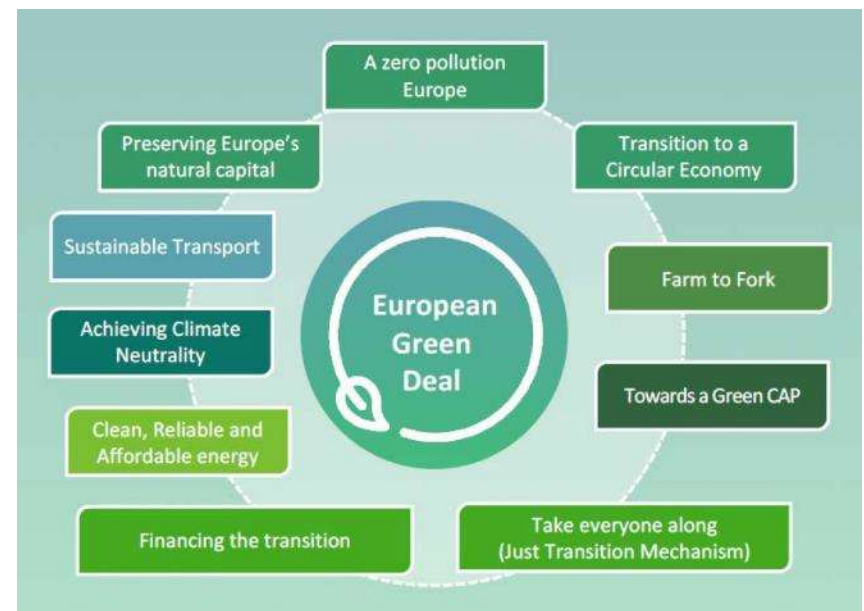 A zero pollution
Europe
Preserving Europe's
natural capital
Transition to a
Circular Economy
Sustainable Transport
Farm to Fork
European
Green
Deal
Achieving Climate
Neutrality
Towards a Green CAP
Clean, Reliable and
Affordable energy
Financing the transition
Take everyone along
(Just Transition Mechanism)